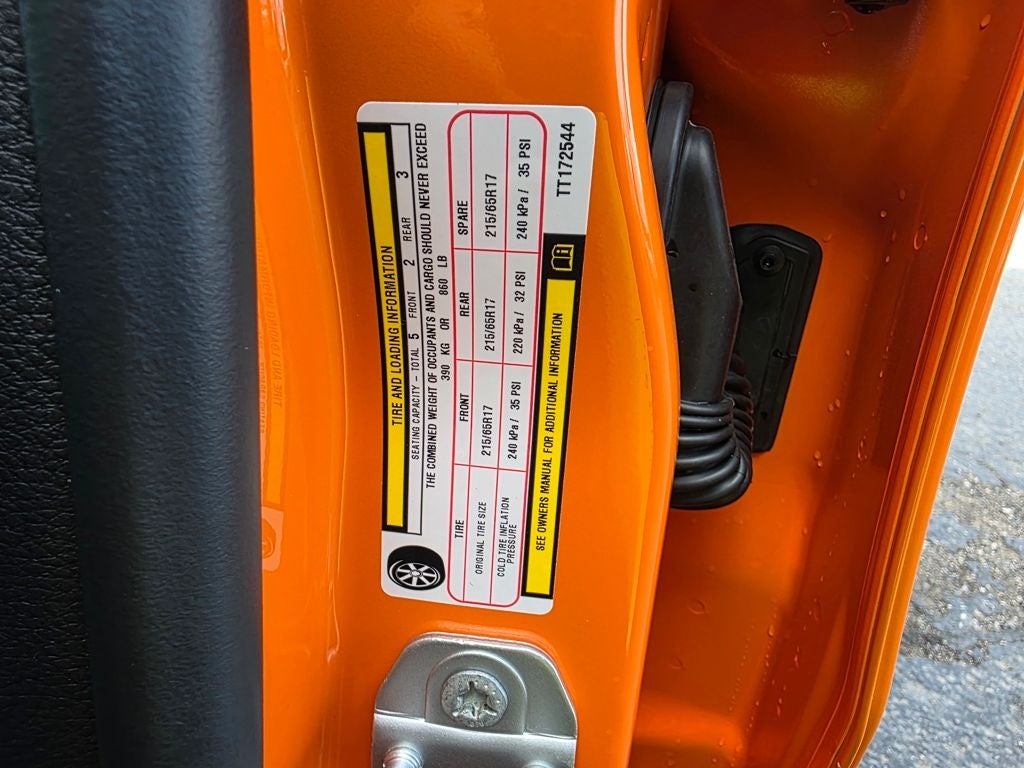 TIRE AND LOADING INFORMATION
SEATING CAPACITY – TOTAL 5 FRONT 2 REAR 3
THE COMBINED WEIGHT OF OCCUPANTS AND CARGO SHOULD NEVER EXCEED
390 KG OR 860 LB
TIRE FRONT REAR SPARE
ORIGINAL TIRE SIZE 215/65R17 215/65R17 215/65R17
COLD TIRE INFLATION PRESSURE 240 kPa / 35 PSI 220 kPa / 32 PSI 240 kPa / 35 PSI
SEE OWNERS MANUAL FOR ADDITIONAL INFORMATION
TT172544